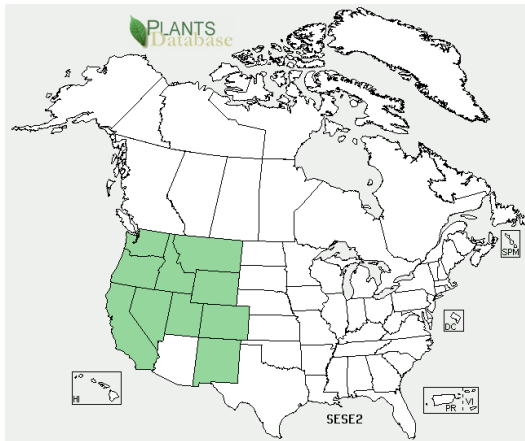 PLANTS
Database
SPM
DC
HI
PR VI
SESE2